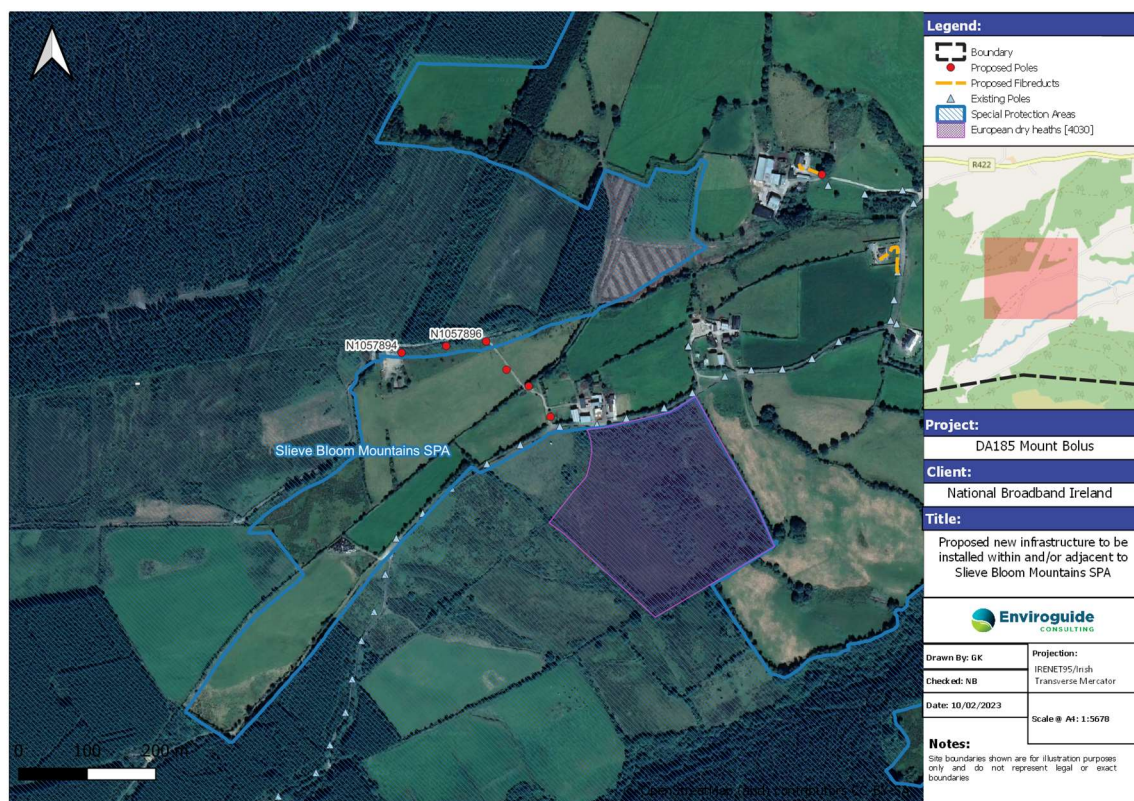 N1057896
N1057894
Slieve Bloom Mountains SPA
0 100 200 m
Legend:
Boundary
Proposed Poles
Proposed Fibreducts
Existing Poles
Special Protection Areas
European dry heaths [4030]
R422
Project:
DA185 Mount Bolus
Client:
National Broadband Ireland
Title:
Proposed new infrastructure to be
installed within and/or adjacent to
Slieve Bloom Mountains SPA
Enviroguide
CONSULTING
Drawn By: GK
Checked: NB
Date: 10/02/2023
Projection:
IRENET95/Irish
Transverse Mercator
Scale @ A4: 1:5678
Notes:
Site boundaries shown are for illustration purposes
only and do not represent legal or exact
boundaries